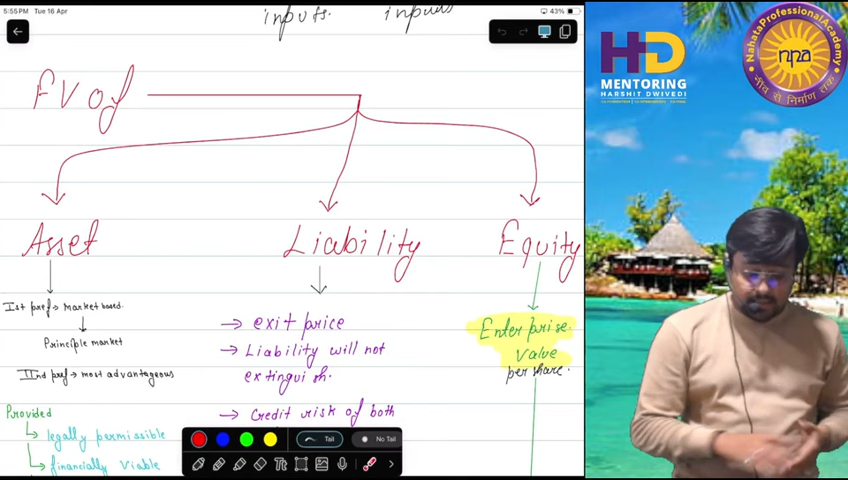 5:55PM Tue 16 Apr
43%
inputs. inputs
FV of
Asset Liability Equity
Ist pref → market based.
Principle market
IInd pref → most advantageous
Provided
legally permissible
financially viable
→ exit price
→ Liability will not
extinguish.
→ Credit risk of both
Enterprise
Value
per share.
Tail No Tail
HD
MENTORING
HARSHIT DWIVEDI
NahataProfessionalAcademy
npa
नींव से निर्माण तक